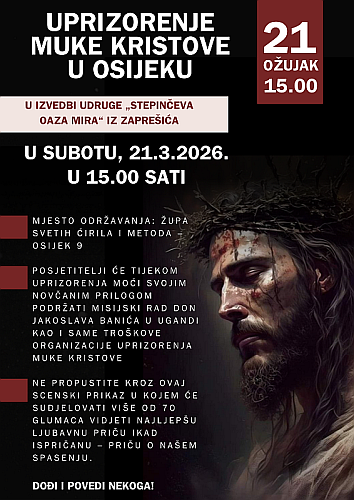 UPRIZORENJE
MUKE KRISTOVE
U OSIJEKU
21
OŽUJAK
15.00
U IZVEDBI UDRUGE „STEPINČEVA
OAZA MIRA“ IZ ZAPREŠIĆA
U SUBOTU, 21.3.2026.
U 15.00 SATI
MJESTO ODRŽAVANJA: ŽUPA
SVETIH ĆIRILA I METODA –
OSIJEK 9
POSJETITELJI ĆE TIJEKOM
UPRIZORENJA MOĆI SVOJIM
NOVČANIM PRILOGOM
PODRŽATI MISIJSKI RAD DON
JAKOSLAVA BANIĆA U UGANDI
KAO I SAME TROŠKOVE
ORGANIZACIJE UPRIZORENJA
MUKE KRISTOVE
NE PROPUSTITE KROZ OVAJ
SCENSKI PRIKAZ U KOJEM ĆE
SUDJELOVATI VIŠE OD 70
GLUMACA VIDJETI NAJLJEPŠU
LJUBAVNU PRIČU IKAD
ISPRIČANU – PRIČU O NAŠEM
SPASENJU.
DOĐI I POVEDI NEKOGA!